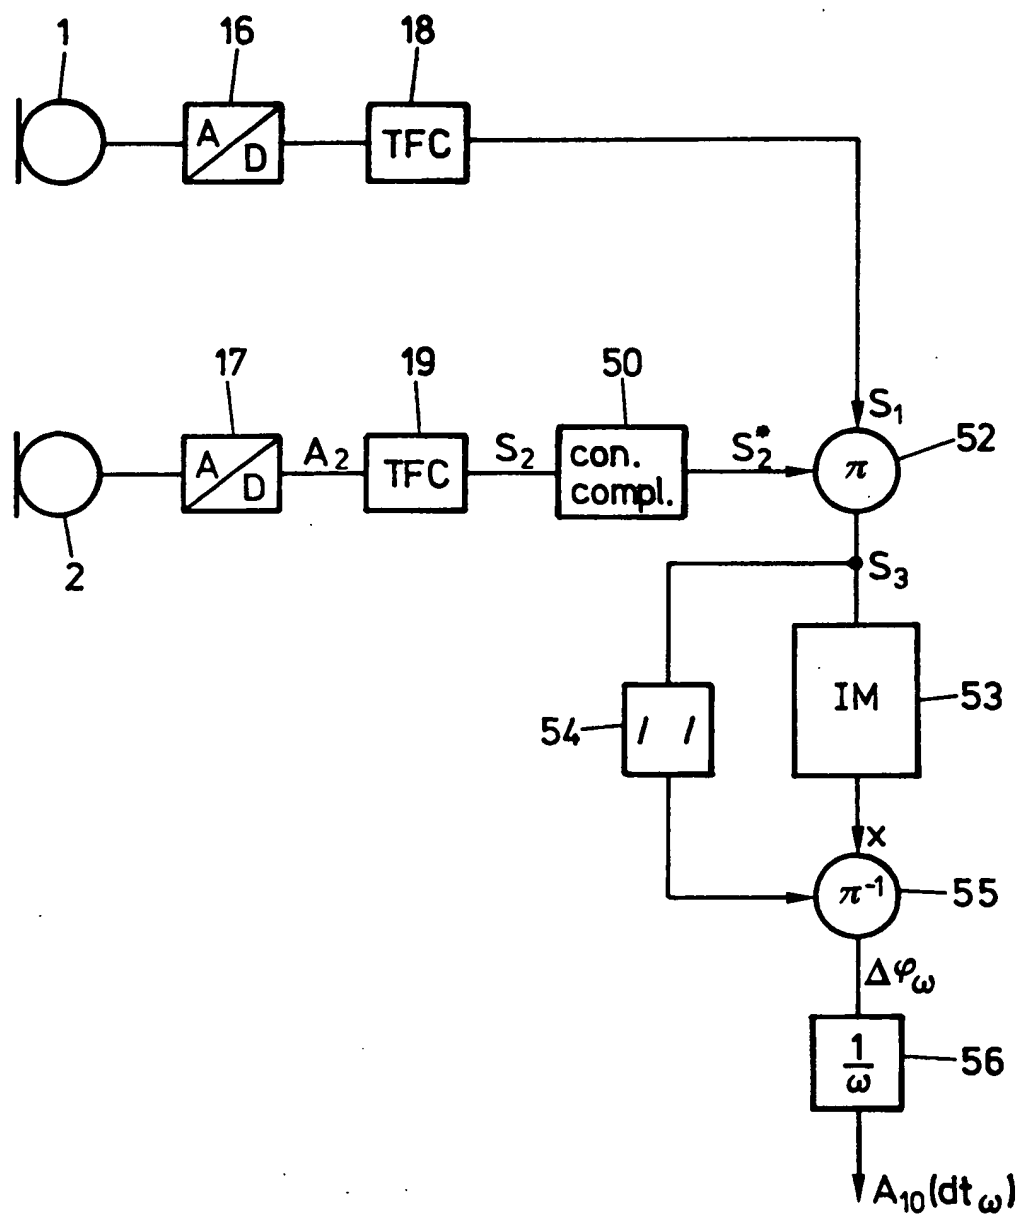 1
16
18
A
D
TFC
17
19
50
S₁
52
A
D
A₂
TFC
S₂
con.
compl.
S₂*
π
2
S₃
IM
53
54
/ /
x
π⁻¹
55
Δφω
1
ω
56
A₁₀(dtω)